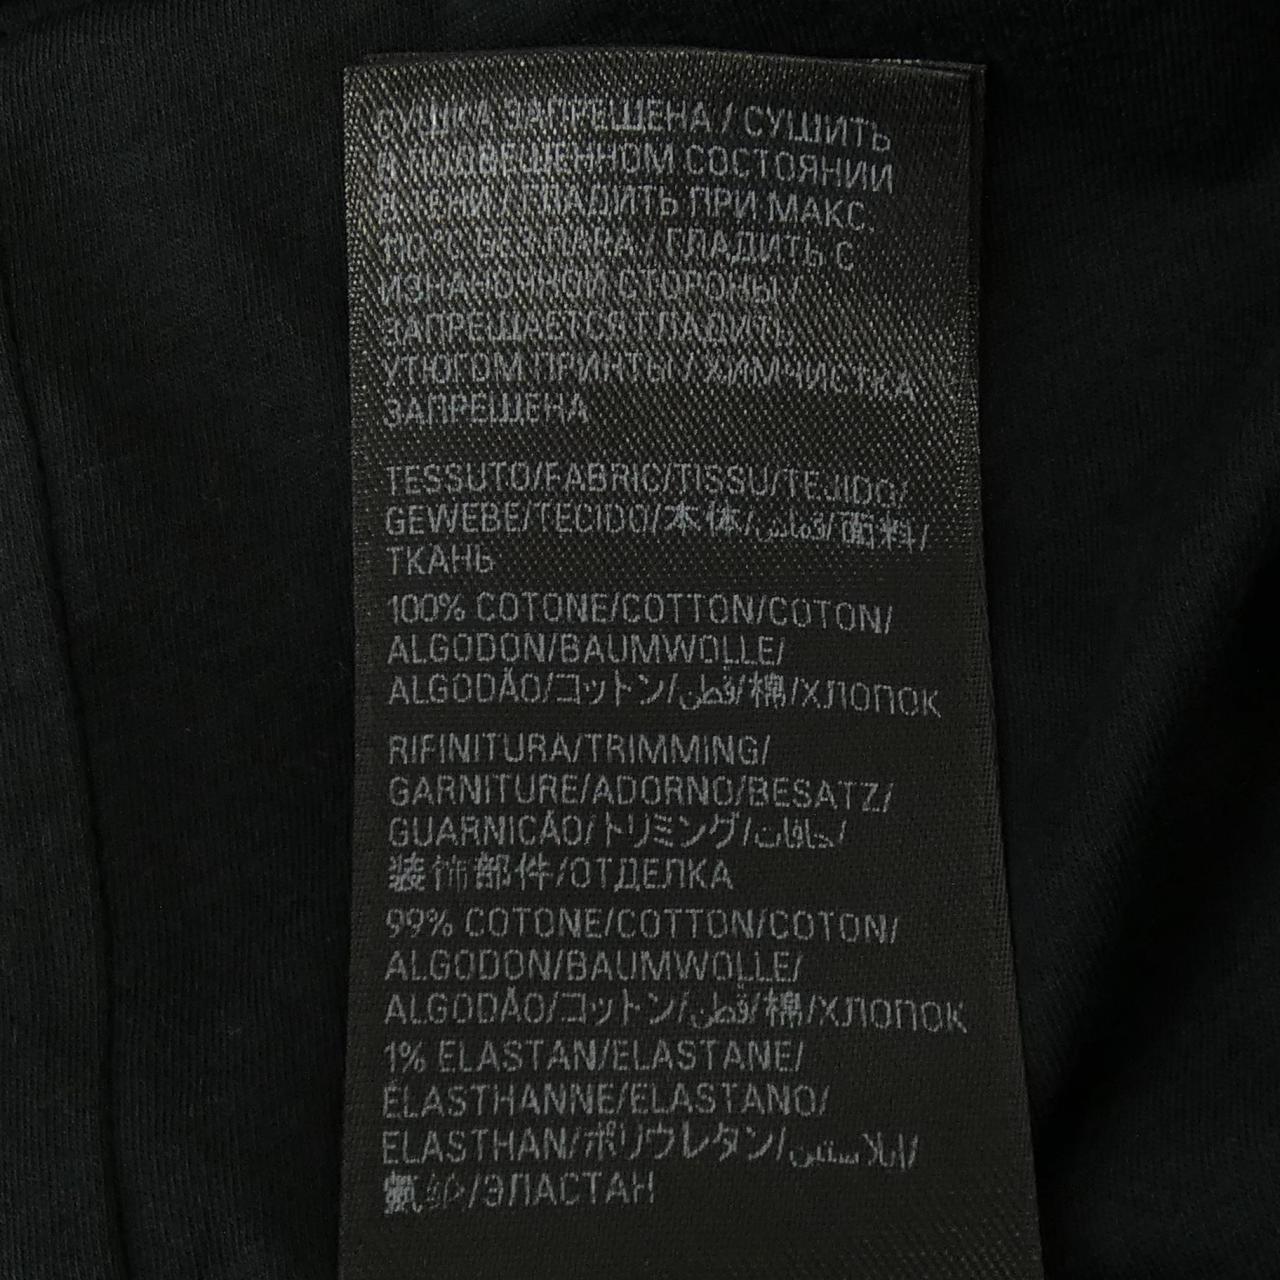 СУШКА ЗАПРЕЩЕНА / СУШИТЬ
В ПОДВЕШЕННОМ СОСТОЯНИИ
В ТЕНИ / ГЛАДИТЬ ПРИ МАКС.
110 °C БЕЗ ПАРА / ГЛАДИТЬ С
ИЗНАНОЧНОЙ СТОРОНЫ /
ЗАПРЕЩАЕТСЯ ГЛАДИТЬ
УТЮГОМ ПРИНТЫ / ХИМЧИСТКА
ЗАПРЕЩЕНА
TESSUTO/FABRIC/TISSU/TEJIDO/
GEWEBE/TECIDO/本体/قماش/面料/
ТКАНЬ
100% COTONE/COTTON/COTON/
ALGODON/BAUMWOLLE/
ALGODÃO/コットン/قطن/棉/ХЛОПОК
RIFINITURA/TRIMMING/
GARNITURE/ADORNO/BESATZ/
GUARNICÃO/トリミング/حافات/
装饰部件/ОТДЕЛКА
99% COTONE/COTTON/COTON/
ALGODON/BAUMWOLLE/
ALGODÃO/コットン/قطن/棉/ХЛОПОК
1% ELASTAN/ELASTANE/
ÉLASTHANNE/ELASTANO/
ELASTHAN/ポリウレタン/إيلاستين/
氨纶/ЭЛАСТАН